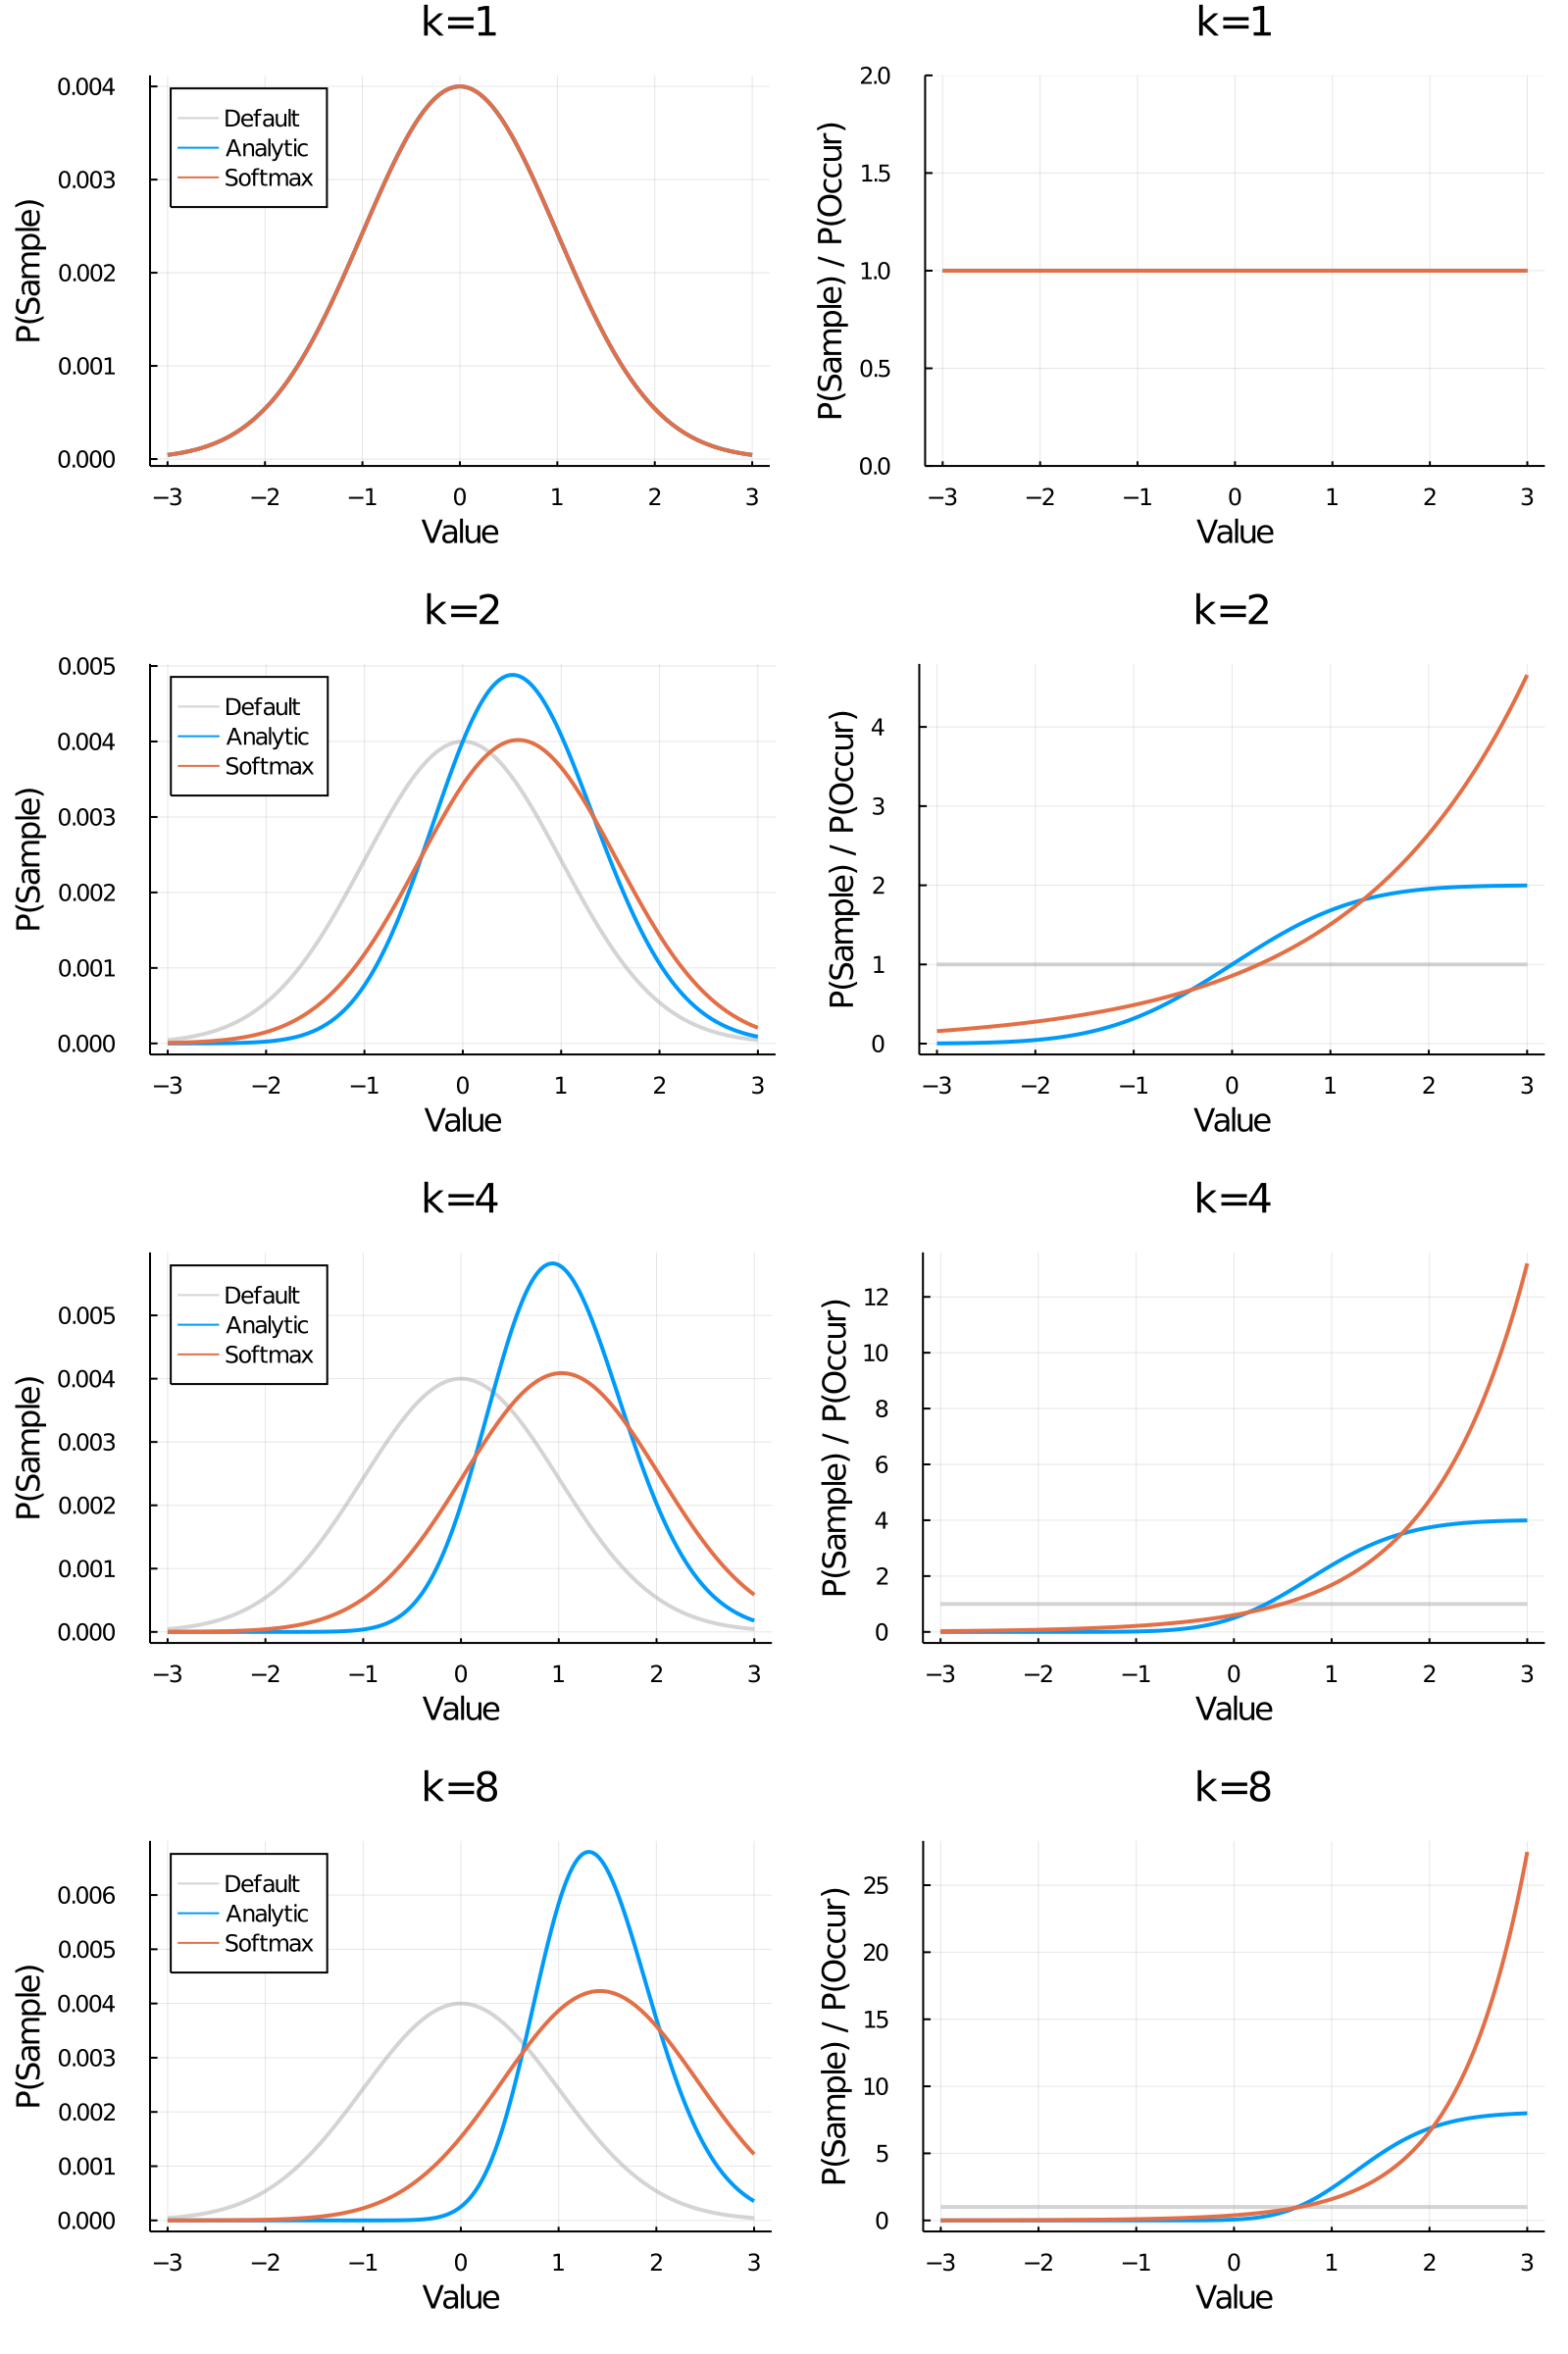 k=1
0.004
0.003
0.002
0.001
0.000
P(Sample)
Default
Analytic
Softmax
−3 −2 −1 0 1 2 3
Value
k=1
2.0
1.5
1.0
0.5
0.0
P(Sample) / P(Occur)
−3 −2 −1 0 1 2 3
Value
k=2
0.005
0.004
0.003
0.002
0.001
0.000
P(Sample)
Default
Analytic
Softmax
−3 −2 −1 0 1 2 3
Value
k=2
4
3
2
1
0
P(Sample) / P(Occur)
−3 −2 −1 0 1 2 3
Value
k=4
0.005
0.004
0.003
0.002
0.001
0.000
P(Sample)
Default
Analytic
Softmax
−3 −2 −1 0 1 2 3
Value
k=4
12
10
8
6
4
2
0
P(Sample) / P(Occur)
−3 −2 −1 0 1 2 3
Value
k=8
0.006
0.005
0.004
0.003
0.002
0.001
0.000
P(Sample)
Default
Analytic
Softmax
−3 −2 −1 0 1 2 3
Value
k=8
25
20
15
10
5
0
P(Sample) / P(Occur)
−3 −2 −1 0 1 2 3
Value